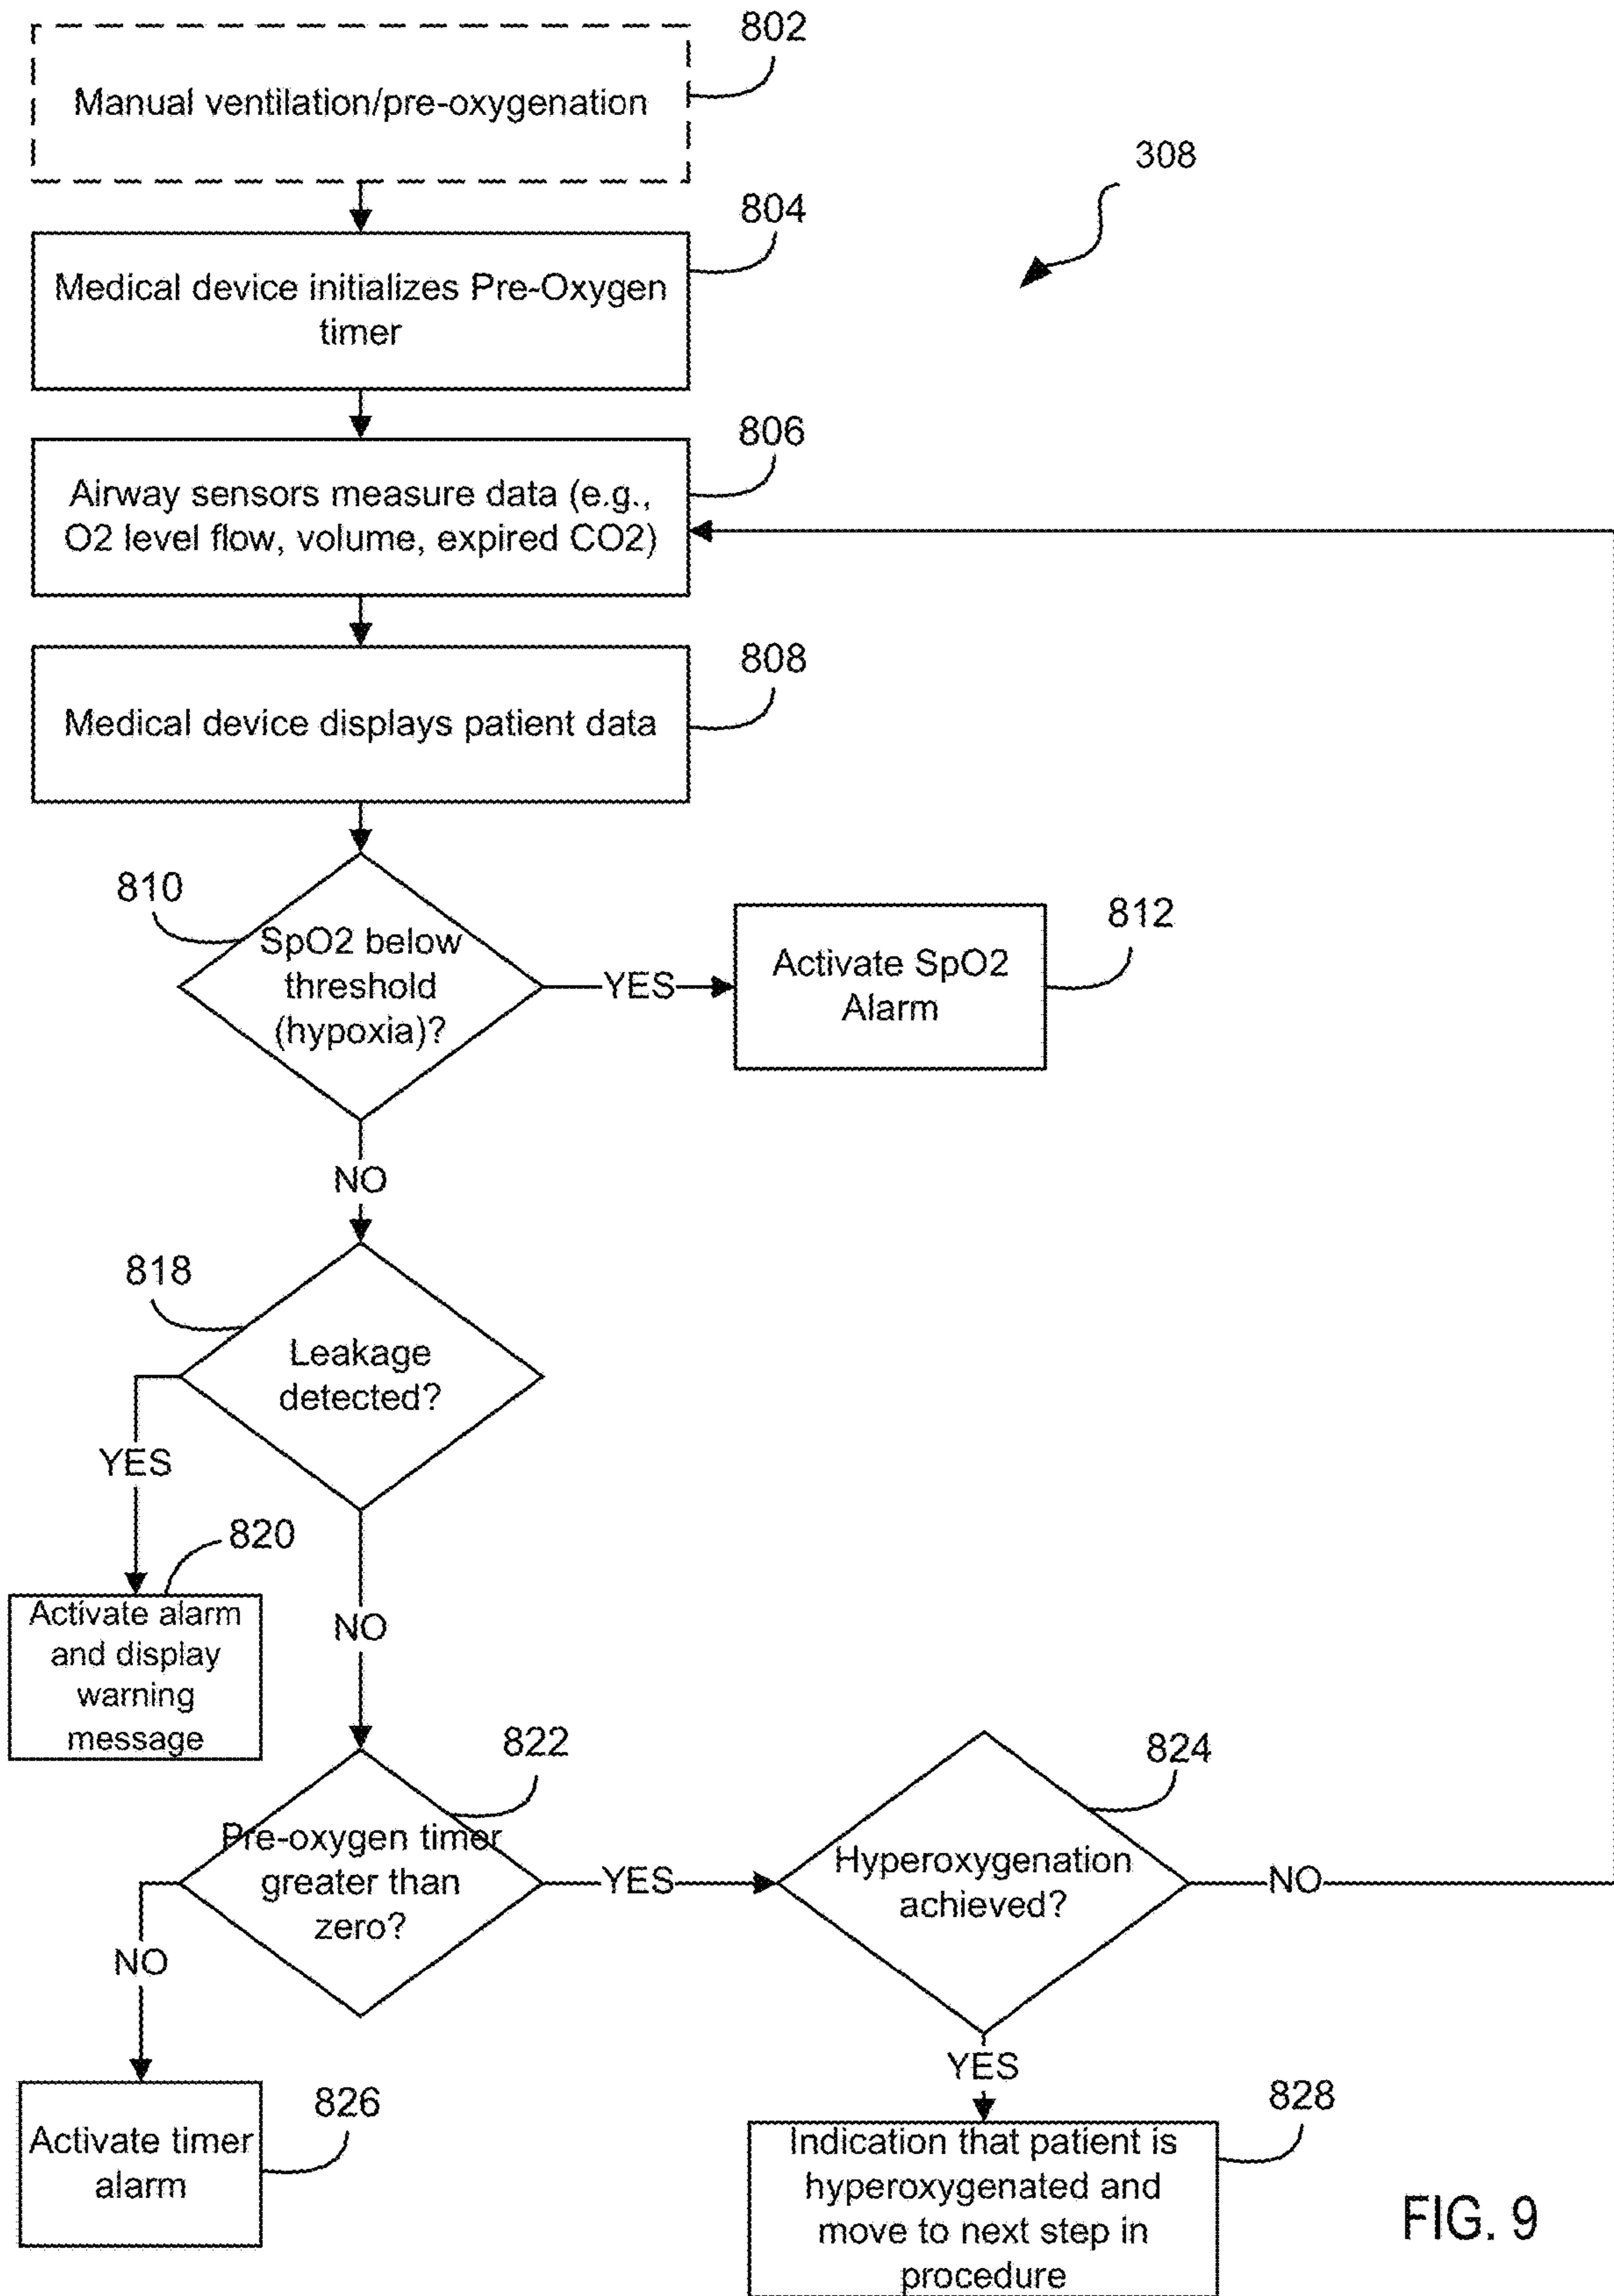 802
Manual ventilation/pre-oxygenation
308
804
Medical device initializes Pre-Oxygen
timer
806
Airway sensors measure data (e.g.,
O2 level flow, volume, expired CO2)
808
Medical device displays patient data
810
SpO2 below
threshold
(hypoxia)?
YES
812
Activate SpO2
Alarm
NO
818
Leakage
detected?
YES
820
Activate alarm
and display
warning
message
NO
822
Pre-oxygen timer
greater than
zero?
YES
824
Hyperoxygenation
achieved?
NO
NO
826
Activate timer
alarm
YES
828
Indication that patient is
hyperoxygenated and
move to next step in
procedure
FIG. 9